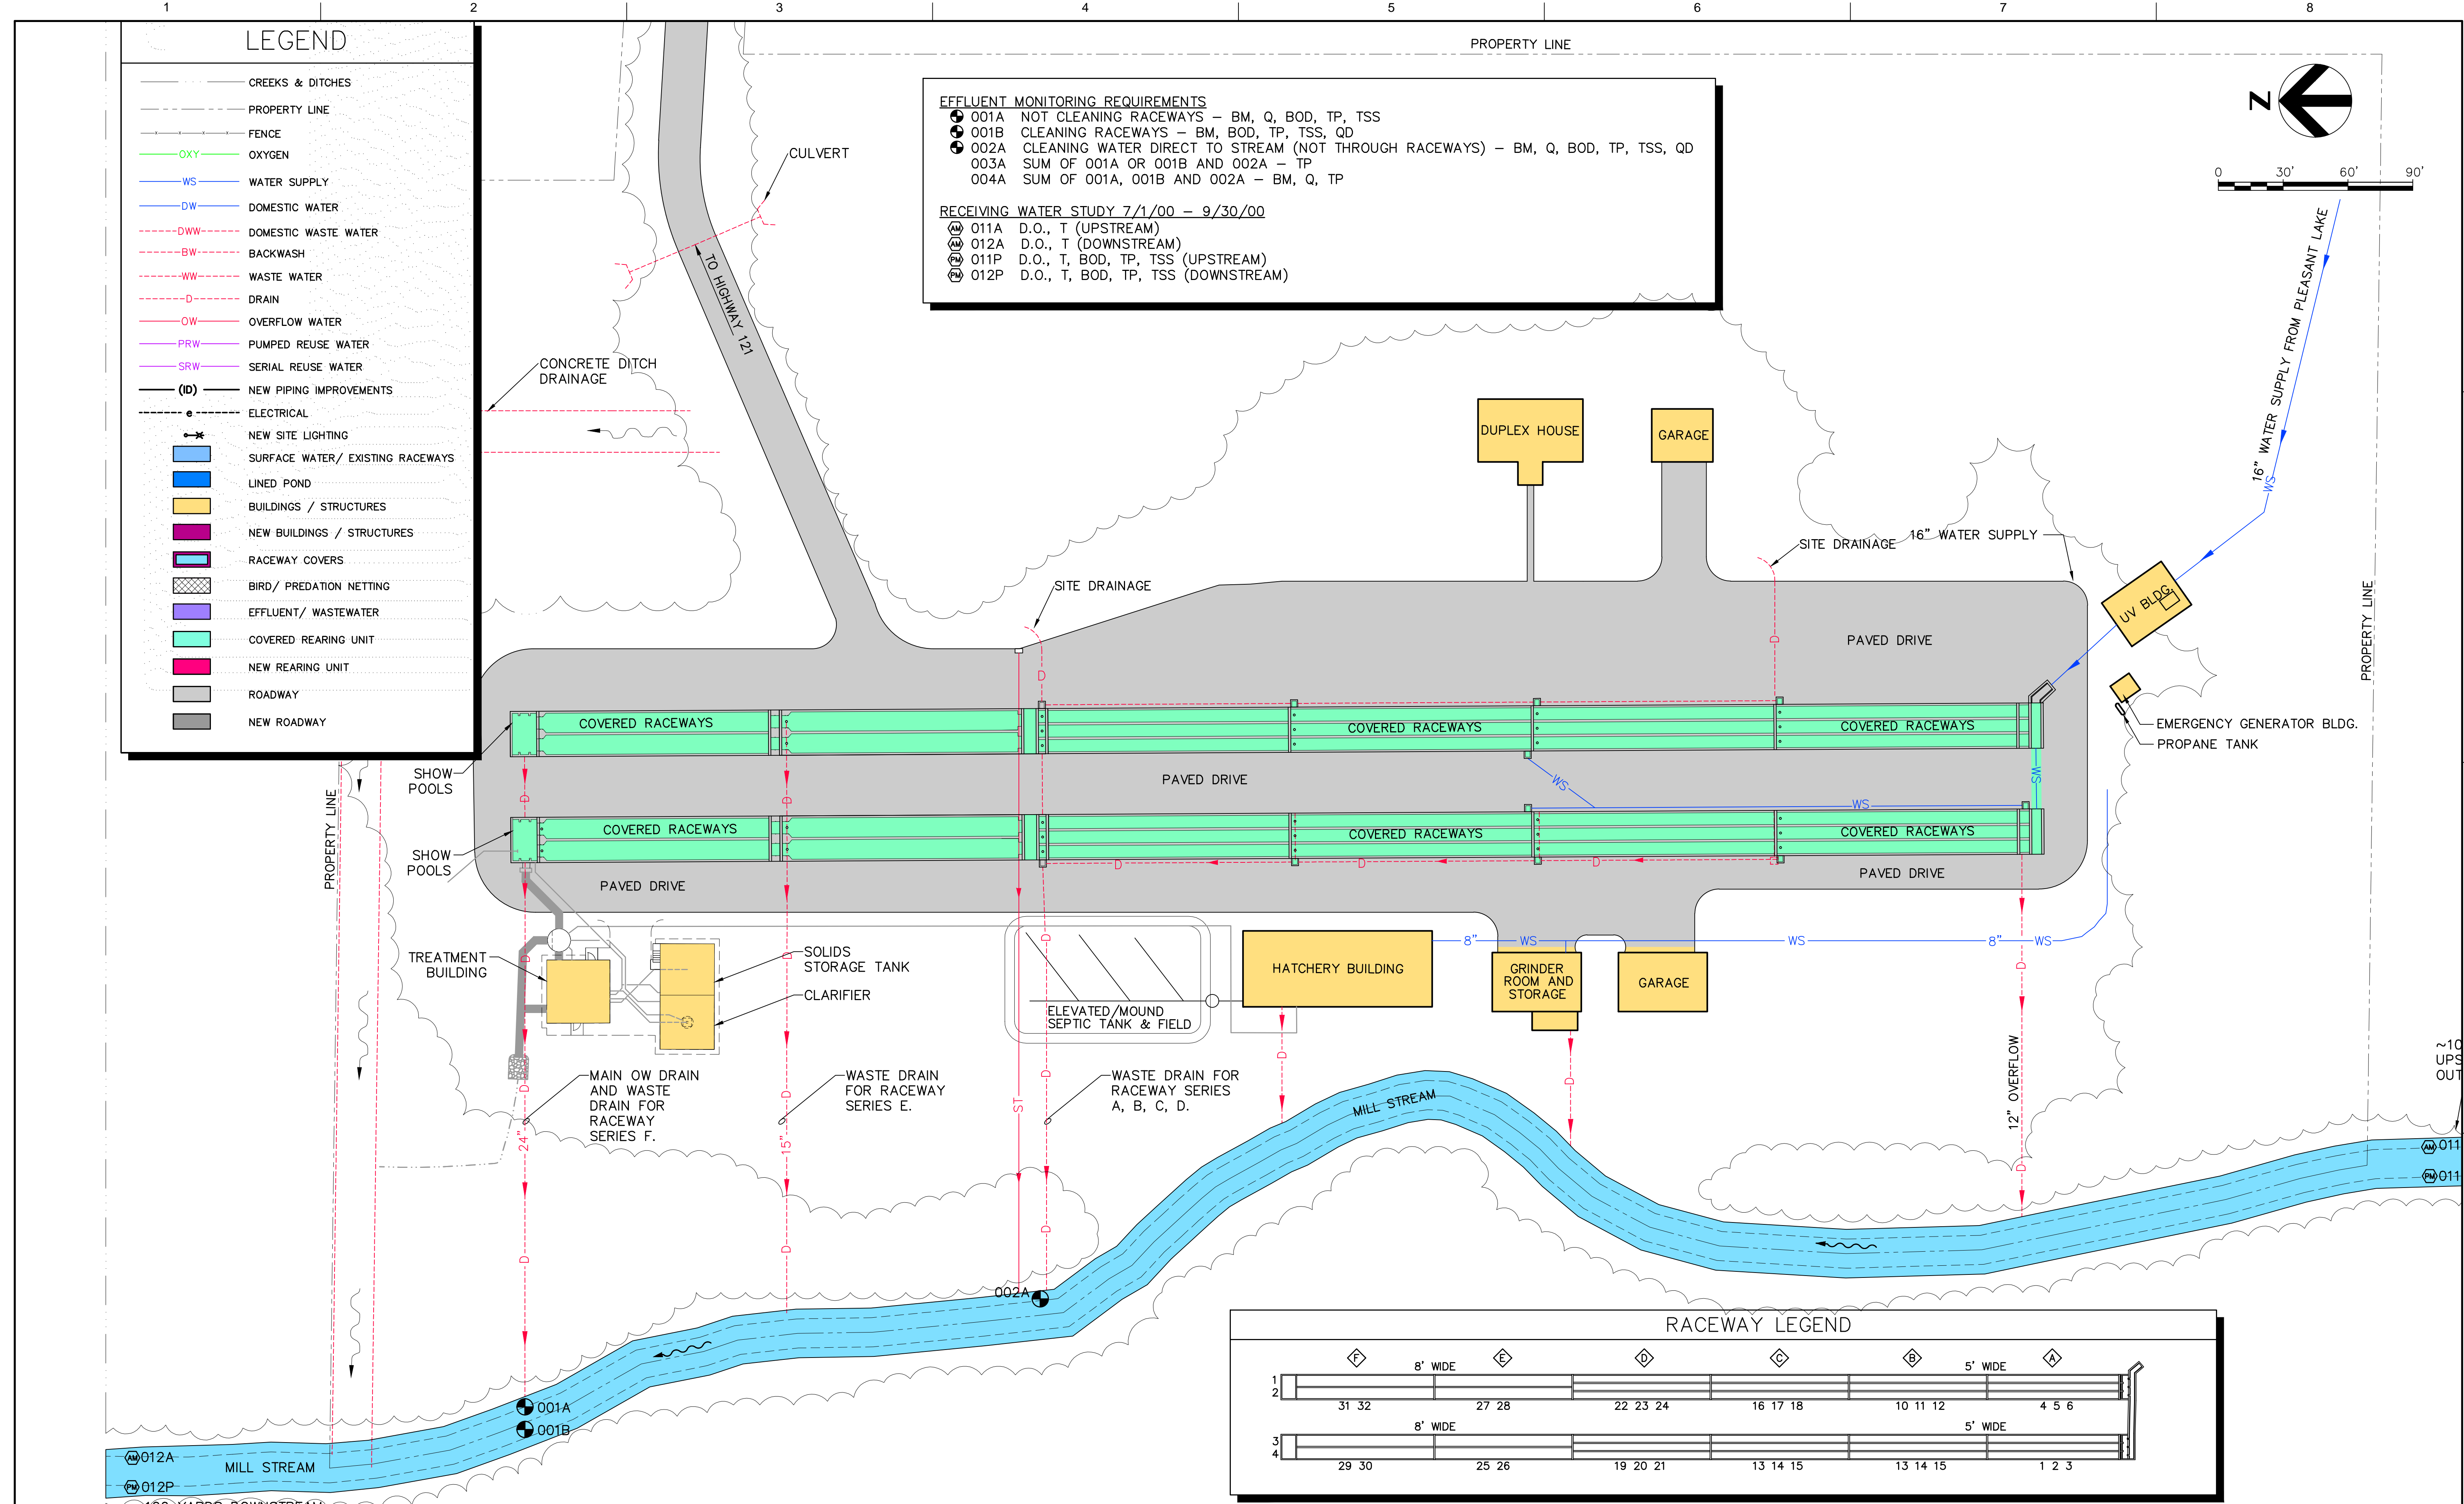 1 2 3 4 5 6 7 8
LEGEND
CREEKS & DITCHES
PROPERTY LINE
FENCE
OXY OXYGEN
WS WATER SUPPLY
DW DOMESTIC WATER
DWW DOMESTIC WASTE WATER
BW BACKWASH
WW WASTE WATER
D DRAIN
OW OVERFLOW WATER
PRW PUMPED REUSE WATER
SRW SERIAL REUSE WATER
(ID) NEW PIPING IMPROVEMENTS
e ELECTRICAL
NEW SITE LIGHTING
SURFACE WATER/ EXISTING RACEWAYS
LINED POND
BUILDINGS / STRUCTURES
NEW BUILDINGS / STRUCTURES
RACEWAY COVERS
BIRD/ PREDATION NETTING
EFFLUENT/ WASTEWATER
COVERED REARING UNIT
NEW REARING UNIT
ROADWAY
NEW ROADWAY
PROPERTY LINE
EFFLUENT MONITORING REQUIREMENTS
001A NOT CLEANING RACEWAYS – BM, Q, BOD, TP, TSS
001B CLEANING RACEWAYS – BM, BOD, TP, TSS, QD
002A CLEANING WATER DIRECT TO STREAM (NOT THROUGH RACEWAYS) – BM, Q, BOD, TP, TSS, QD
003A SUM OF 001A OR 001B AND 002A – TP
004A SUM OF 001A, 001B AND 002A – BM, Q, TP
RECEIVING WATER STUDY 7/1/00 – 9/30/00
AM 011A D.O., T (UPSTREAM)
AM 012A D.O., T (DOWNSTREAM)
PM 011P D.O., T, BOD, TP, TSS (UPSTREAM)
PM 012P D.O., T, BOD, TP, TSS (DOWNSTREAM)
N
0 30' 60' 90'
CULVERT
TO HIGHWAY 121
CONCRETE DITCH
DRAINAGE
16" WATER SUPPLY FROM PLEASANT LAKE
WS
DUPLEX HOUSE
GARAGE
SITE DRAINAGE
SITE DRAINAGE
16" WATER SUPPLY
UV BLDG.
PROPERTY LINE
D
D
PAVED DRIVE
COVERED RACEWAYS
COVERED RACEWAYS
COVERED RACEWAYS
EMERGENCY GENERATOR BLDG.
PROPANE TANK
SHOW
POOLS
D
D
PAVED DRIVE
WS
WS
WS
PROPERTY LINE
COVERED RACEWAYS
COVERED RACEWAYS
COVERED RACEWAYS
SHOW
POOLS
D
D
D
PAVED DRIVE
PAVED DRIVE
TREATMENT
BUILDING
SOLIDS
STORAGE TANK
CLARIFIER
D
D
D
ELEVATED/MOUND
SEPTIC TANK & FIELD
HATCHERY BUILDING
8" WS WS 8" WS
GRINDER
ROOM AND
STORAGE
GARAGE
D
12" OVERFLOW
D
D
D
MAIN OW DRAIN
AND WASTE
DRAIN FOR
RACEWAY
SERIES F.
WASTE DRAIN
FOR RACEWAY
SERIES E.
WASTE DRAIN FOR
RACEWAY SERIES
A, B, C, D.
D
24"
D
D
15"
D
ST
D
D
MILL STREAM
~10
UPS
OUT
AM 011
PM 011
002A
001A
001B
AM 012A
PM 012P
MILL STREAM
100 YARDS DOWNSTREAM
RACEWAY LEGEND
F E D C B A
8' WIDE 5' WIDE
1
2
31 32 27 28 22 23 24 16 17 18 10 11 12 4 5 6
8' WIDE 5' WIDE
3
4
29 30 25 26 19 20 21 13 14 15 13 14 15 1 2 3